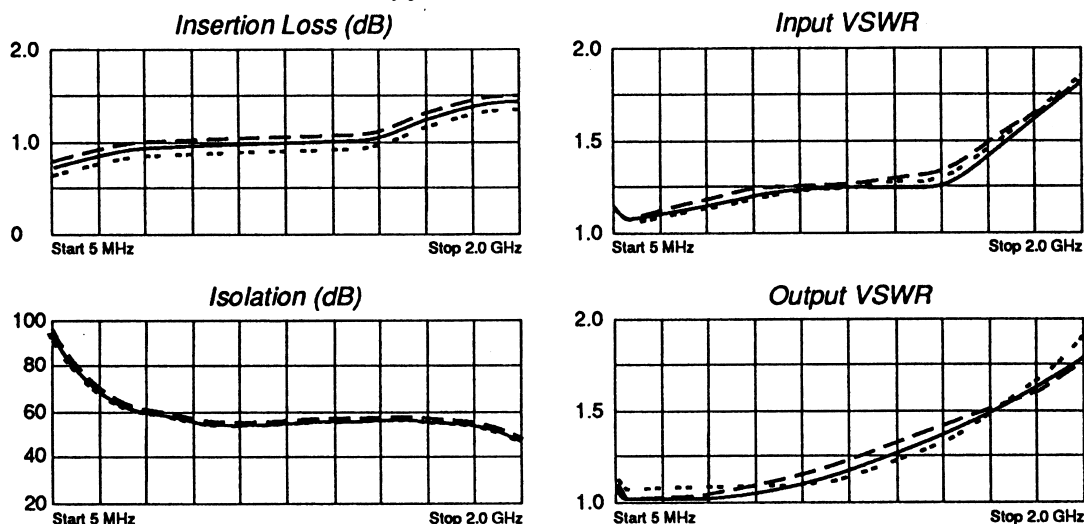 Insertion Loss (dB)
2.0
1.0
0
Start 5 MHz
Stop 2.0 GHz
Input VSWR
2.0
1.5
1.0
Start 5 MHz
Stop 2.0 GHz
Isolation (dB)
100
80
60
40
20
Start 5 MHz
Stop 2.0 GHz
Output VSWR
2.0
1.5
1.0
Start 5 MHz
Stop 2.0 GHz